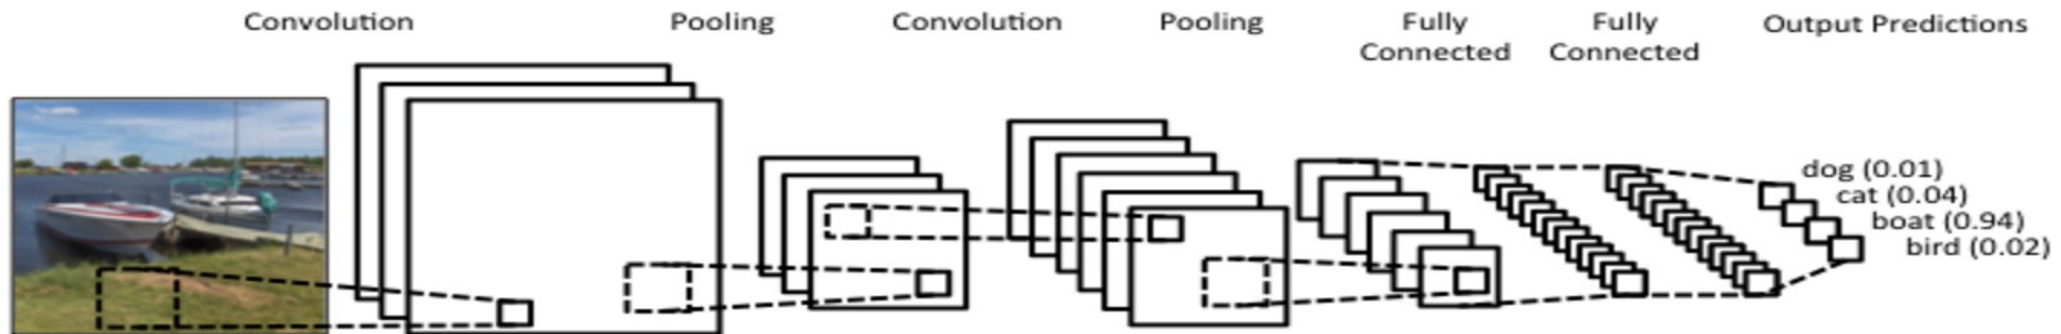 Convolution
Pooling
Convolution
Pooling
Fully
Connected
Fully
Connected
Output Predictions
dog (0.01)
cat (0.04)
boat (0.94)
bird (0.02)